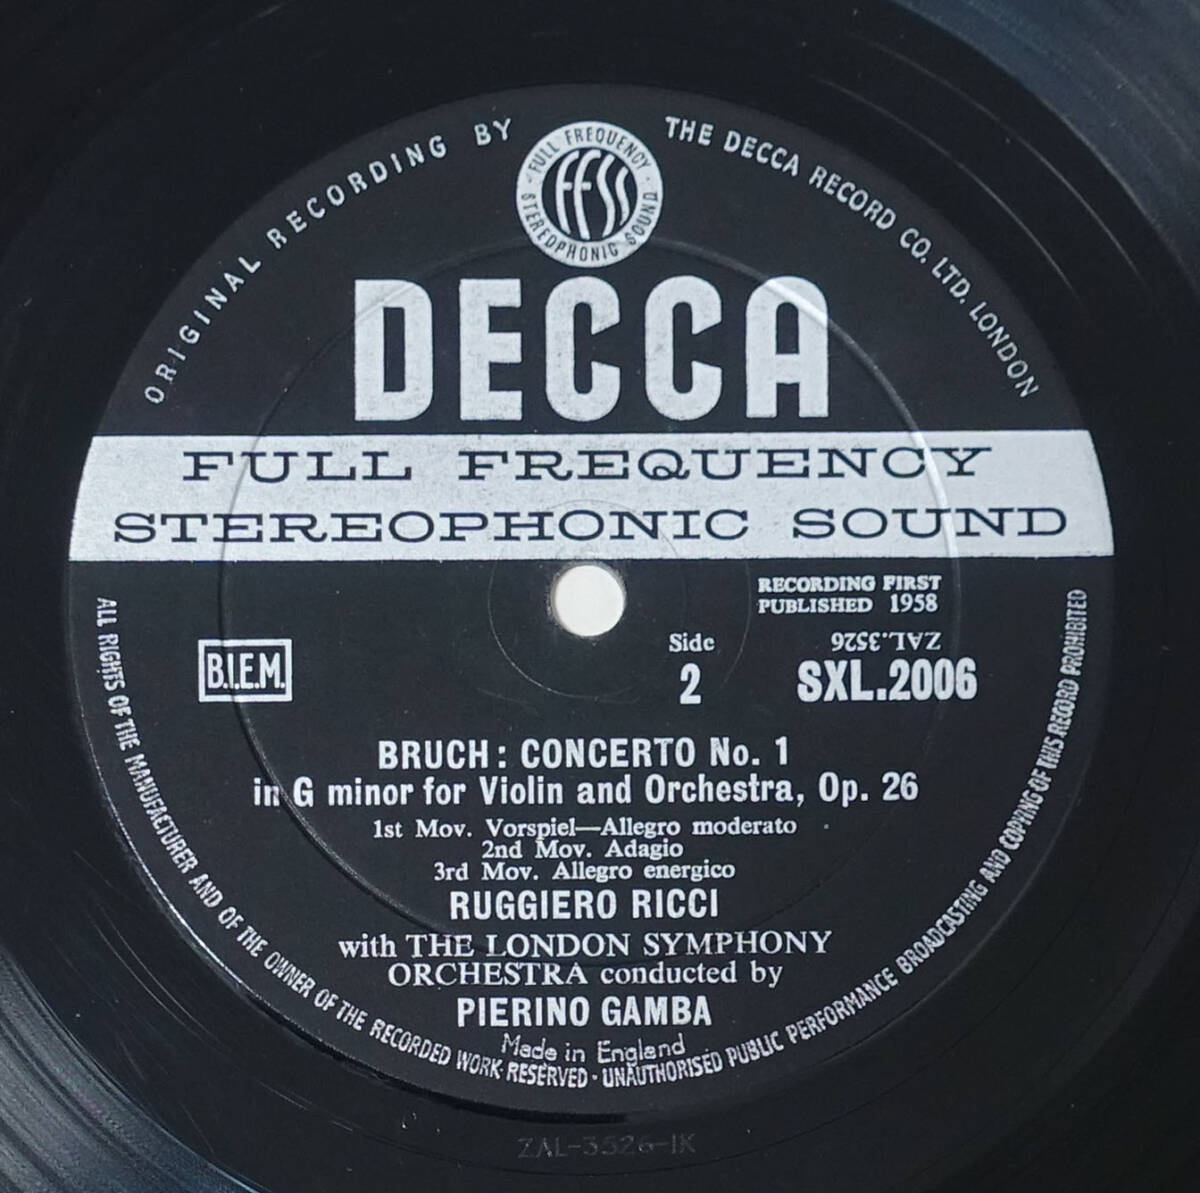 ORIGINAL RECORDING BY THE DECCA RECORD CO. LTD. LONDON
FULL FREQUENCY STEREOPHONIC SOUND
FFSS
DECCA
FULL FREQUENCY
STEREOPHONIC SOUND
RECORDING FIRST
PUBLISHED 1958
B.I.E.M.
Side
2
ZAL.3526
SXL.2006
BRUCH: CONCERTO No. 1
in G minor for Violin and Orchestra, Op. 26
1st Mov. Vorspiel—Allegro moderato
2nd Mov. Adagio
3rd Mov. Allegro energico
RUGGIERO RICCI
with THE LONDON SYMPHONY
ORCHESTRA conducted by
PIERINO GAMBA
Made in England
ALL RIGHTS OF THE MANUFACTURER AND OF THE OWNER OF THE RECORDED WORK RESERVED · UNAUTHORISED PUBLIC PERFORMANCE BROADCASTING AND COPYING OF THIS RECORD PROHIBITED
ZAL-3526-1K